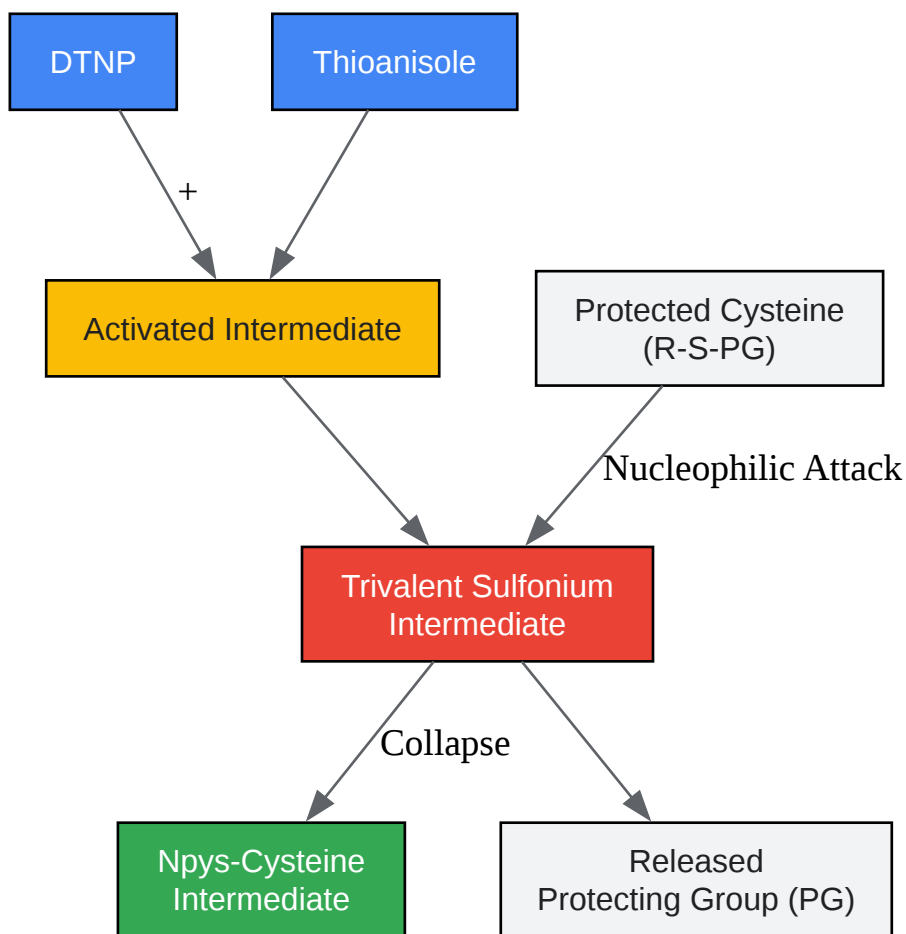 DTNP
Thioanisole
+
Activated Intermediate
Protected Cysteine
(R-S-PG)
Nucleophilic Attack
Trivalent Sulfonium
Intermediate
Collapse
Npys-Cysteine
Intermediate
Released
Protecting Group (PG)